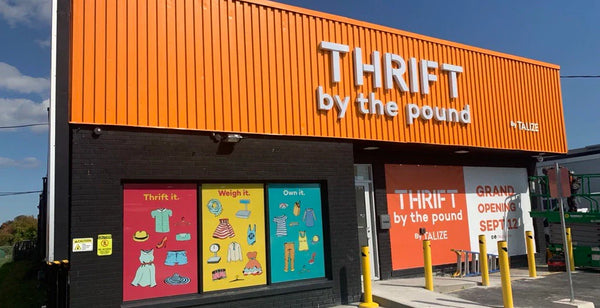 THRIFT
by the pound
By TALIZE
Thrift it.
Weigh it.
Own it.
THRIFT
by the pound
By TALIZE
GRAND
OPENING
SEPT 12